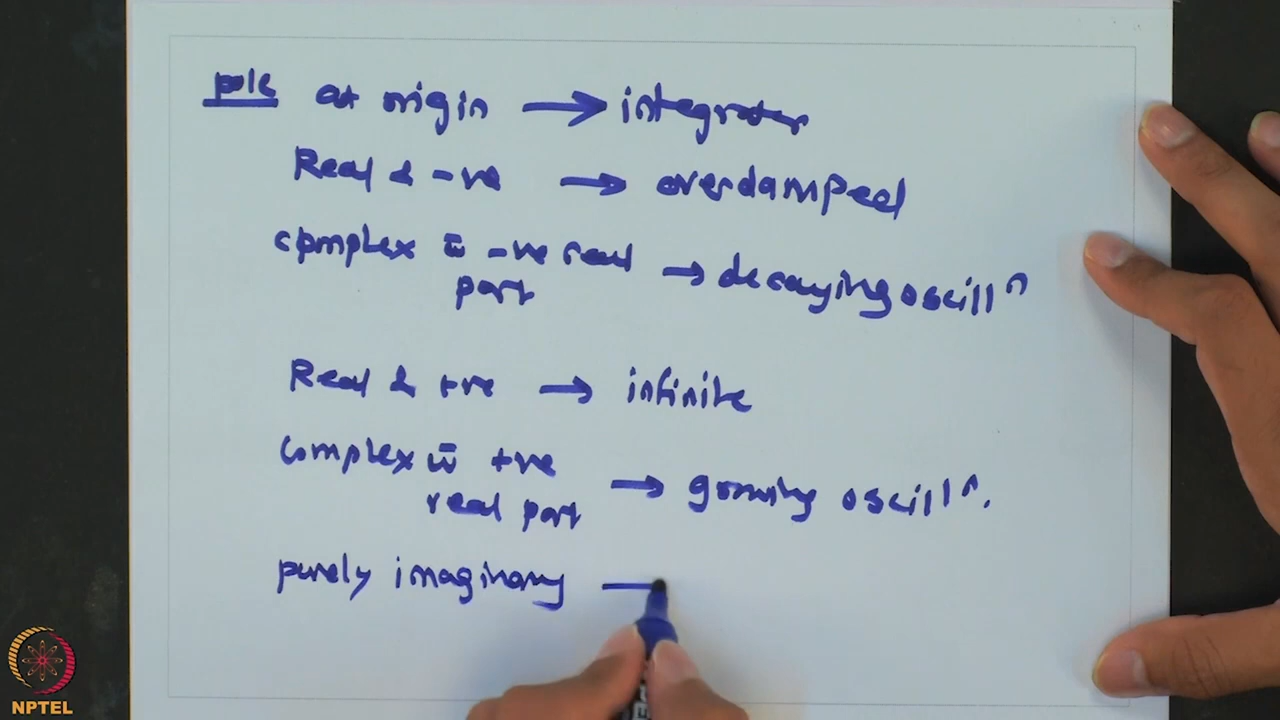 pole at origin → integrator
Real & -ve → overdamped
complex w̄ -ve real part → decaying oscillⁿ
Real & +ve → infinite
complex w̄ +ve real part → growing oscillⁿ.
purely imaginary —
NPTEL